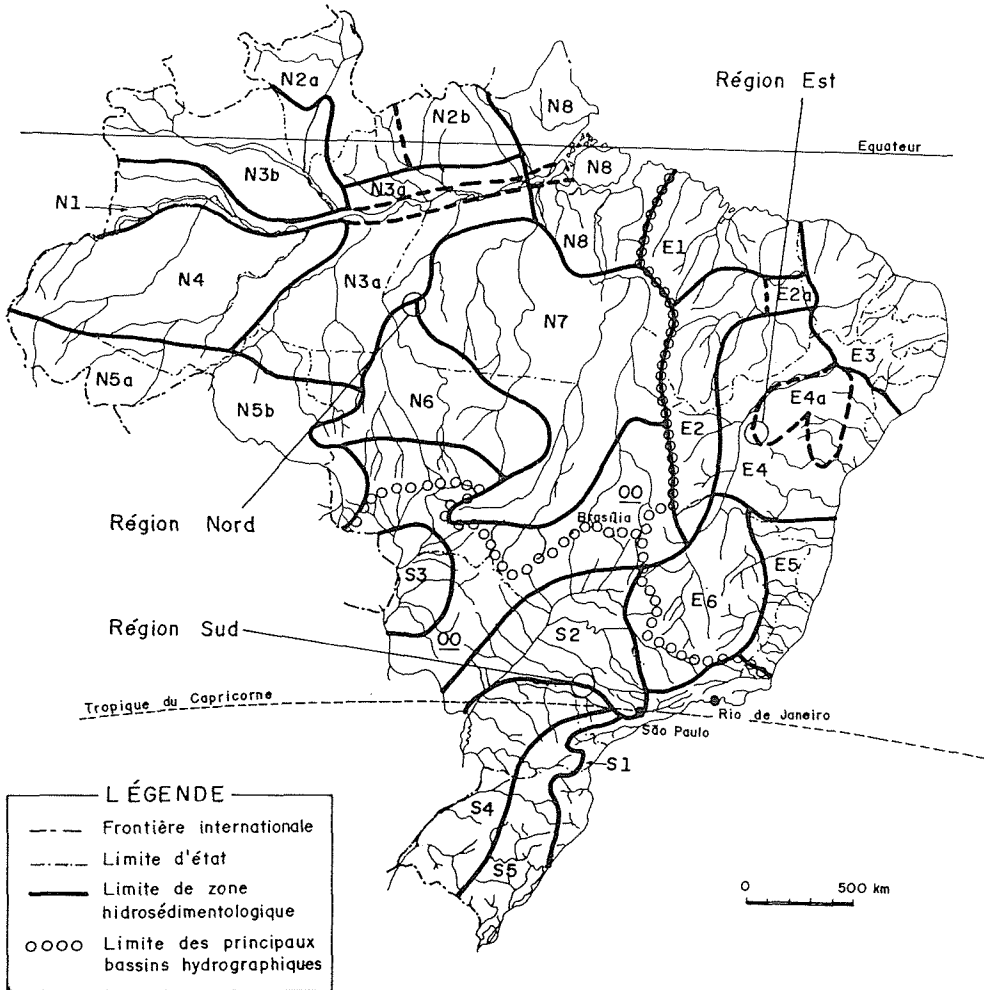 N2a
N2b
N8
Région Est
Equateur
N3b
N3a
N8
N1
N8
E1
N4
N3a
E2a
N7
E3
N5a
N5b
N6
E4a
E2
E4
OO
Brasília
Région Nord
S3
E5
E6
Région Sud
OO
S2
Tropique du Capricorne
Rio de Janeiro
São Paulo
S1
S4
S5
LÉGENDE
Frontière internationale
Limite d'état
Limite de zone
hidrosédimentologique
Limite des principaux
bassins hydrographiques
0 500 km